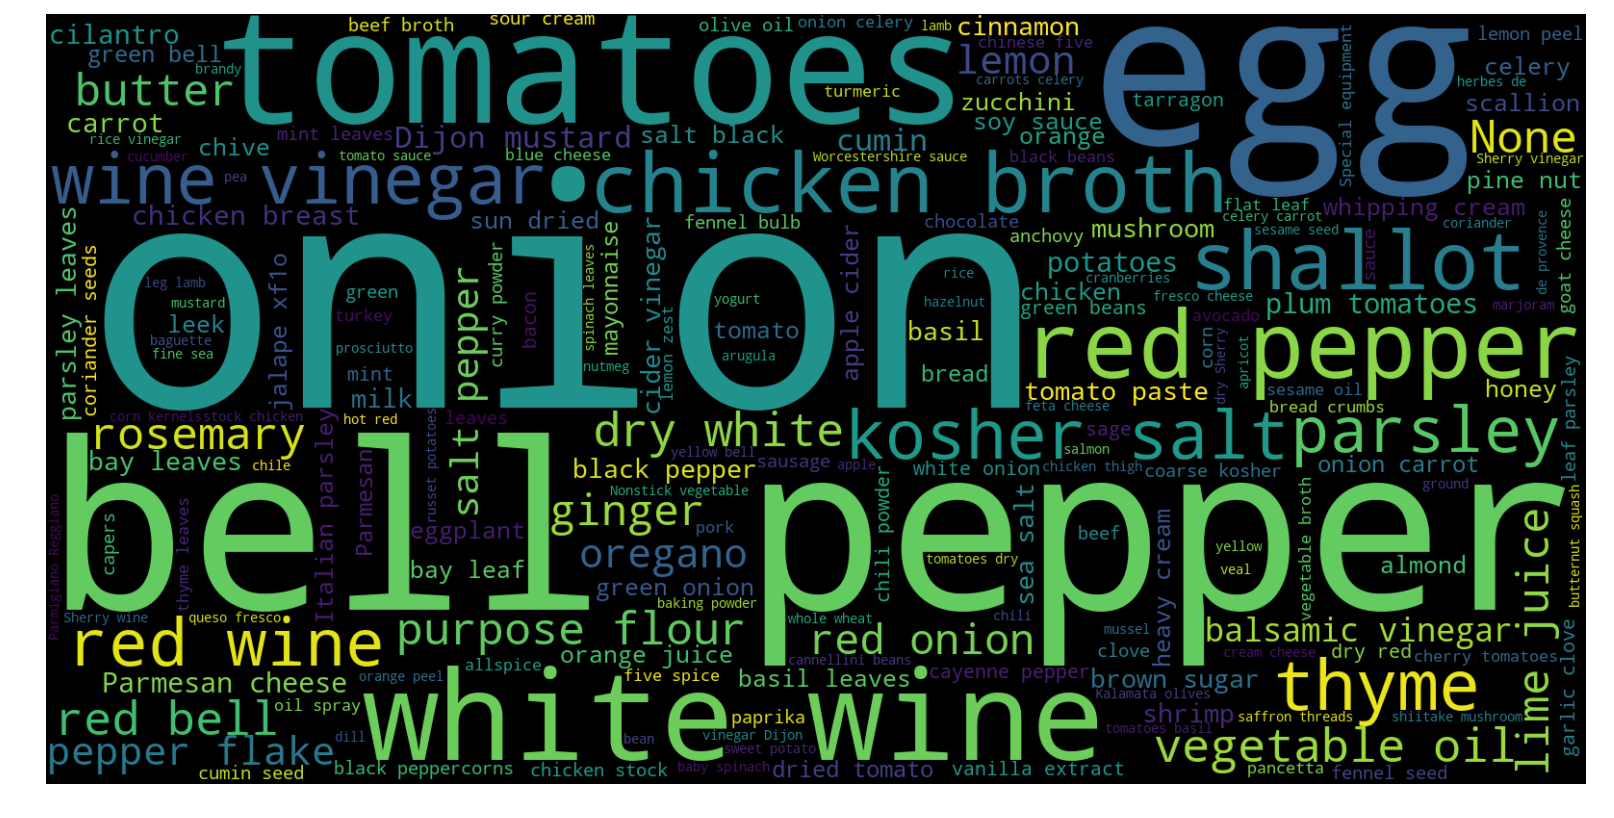 cilantro
beef broth
sour cream
tomatoes
olive oil
onion celery
lamb
cinnamon
egg
lemon peel
green bell
brandy
chinese five
lemon
carrots celery
Special equipment
herbes de
celery
butter
turmeric
zucchini
tarragon
scallion
carrot
soy sauce
orange
None
rice vinegar
chive
mint leaves
Dijon mustard
salt black
cumin
cucumber
tomato sauce
blue cheese
Worcestershire sauce
black beans
Sherry vinegar
wine vinegar
pea
•
chicken broth
pine nut
parsley leaves
coriander seeds
chicken breast
sun dried
fennel bulb
chocolate
mushroom
flat leaf
celery carrot
whipping cream
sesame seed
coriander
anchovy
onion
leg lamb
mustard
leek
baguette
fine sea
jalape xf1o
green
turkey
prosciutto
mint
milk
salt pepper
curry powder
bacon
spinach leaves
mayonnaise
nutmeg
cider vinegar
lemon zest
yogurt
tomato
arugula
apple cider
rice
hazelnut
basil
bread
potatoes
cranberries
chicken
green beans
fresco cheese
shallot
sauce
de provence
goat cheese
plum tomatoes
marjoram
avocado
red pepper
corn
dry Sherry
apricot
tomato paste
sesame oil
honey
feta cheese
bread crumbs
corn kernels
stock chicken
hot red
leaves
rosemary
Italian parsley
Parmesan
russet potatoes
dry white
kosher salt
sage
salmon
parsley
leaf parsley
bay leaves
chile
yellow bell
black pepper
sausage
apple
white onion
chicken thigh
coarse kosher
onion carrot
ground
Nonstick vegetable
bell pepper
Parmigiano Reggiano
capers
thyme leaves
eggplant
bay leaf
ginger
pork
oregano
green onion
baking powder
chili powder
tomatoes dry
sea salt
beef
heavy cream
yellow
veal
vegetable broth
almond
lime juice
butternut squash
Sherry wine
queso fresco
red wine
purpose flour
whole wheat
chili
mussel
clove
red onion
balsamic vinegar
allspice
orange juice
cannellini beans
cream cheese
dry red
cherry tomatoes
garlic clove
Parmesan cheese
orange peel
white wine
five spice
basil leaves
cayenne pepper
brown sugar
Kalamata olives
thyme
red bell
oil spray
paprika
shrimp
saffron threads
shiitake mushroom
dill
bean
vinegar Dijon
tomatoes basil
pepper flake
sweet potato
vegetable oil
cumin seed
black peppercorns
chicken stock
baby spinach
dried tomato
vanilla extract
pancetta
fennel seed